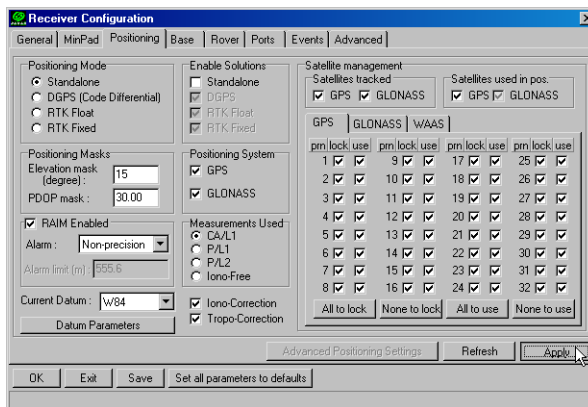 Receiver Configuration
General MinPad Positioning Base Rover Ports Events Advanced
Positioning Mode
Standalone
DGPS (Code Differential)
RTK Float
RTK Fixed
Enable Solutions
Standalone
DGPS
RTK Float
RTK Fixed
Satellite management
Satellites tracked
GPS GLONASS
Satellites used in pos.
GPS GLONASS
Positioning Masks
Elevation mask (degree) : 15
PDOP mask : 30.00
Positioning System
GPS
GLONASS
RAIM Enabled
Alarm : Non-precision
Alarm limit (m) : 555.6
Measurements Used
CA/L1
P/L1
P/L2
Iono-Free
Current Datum : W84
Datum Parameters
Iono-Correction
Tropo-Correction
GPS GLONASS WAAS
prn lock use prn lock use prn lock use prn lock use
1 9 17 25
2 10 18 26
3 11 19 27
4 12 20 28
5 13 21 29
6 14 22 30
7 15 23 31
8 16 24 32
All to lock None to lock All to use None to use
Advanced Positioning Settings Refresh Apply
OK Exit Save Set all parameters to defaults